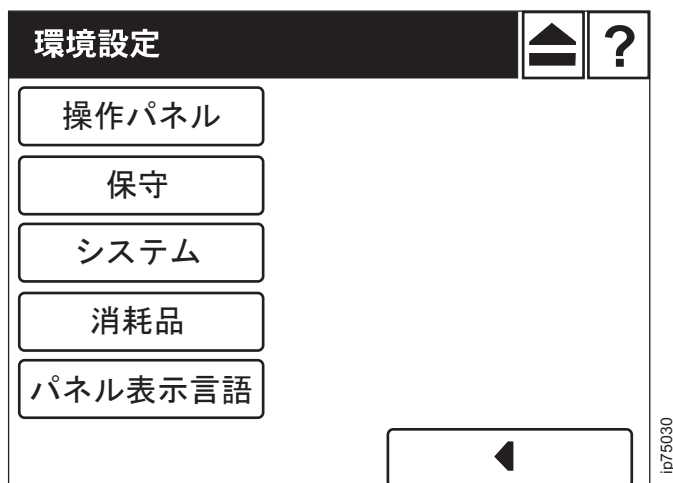 環境設定
?
操作パネル
保守
システム
消耗品
パネル表示言語
ip75030